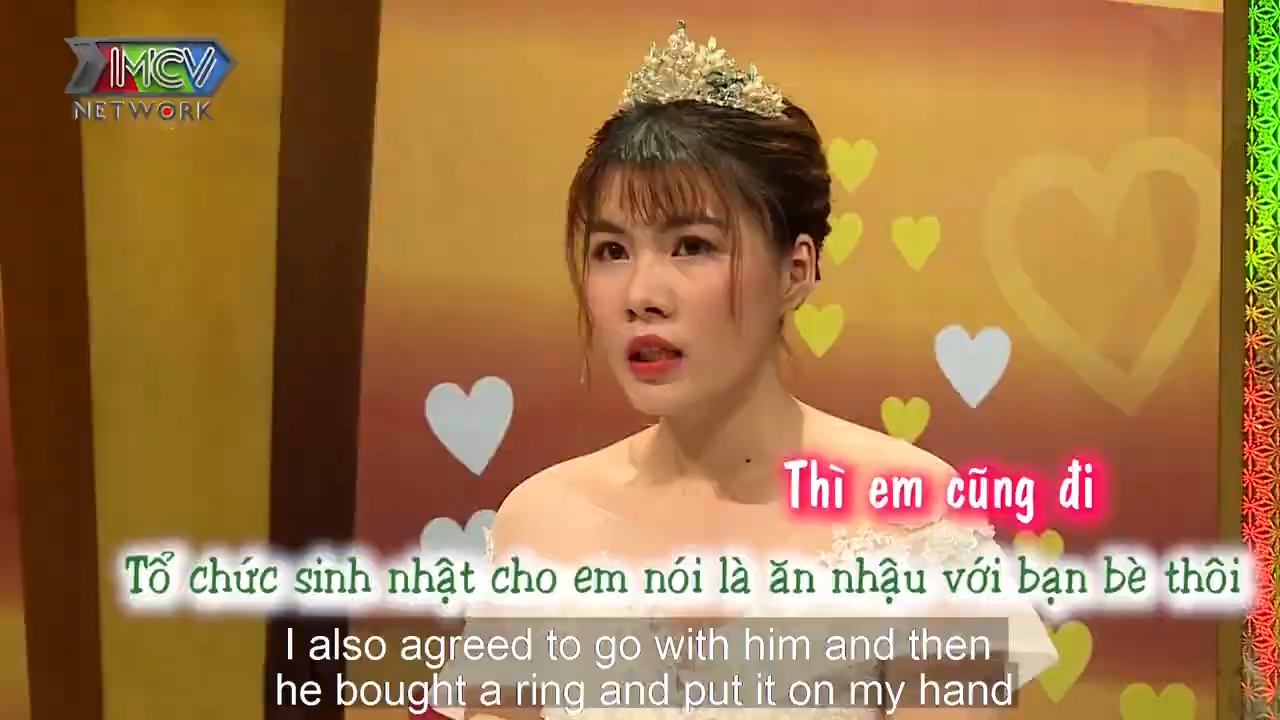 MCV
NETWORK
Thì em cũng đi
Tổ chức sinh nhật cho em nói là ăn nhậu với bạn bè thôi
I also agreed to go with him and then
he bought a ring and put it on my hand